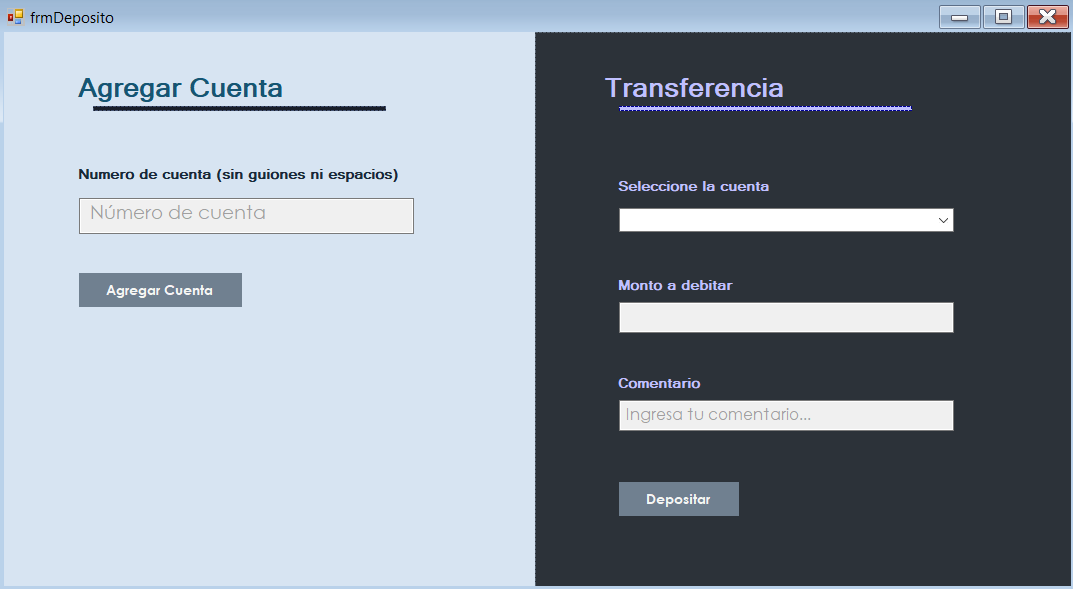 frmDeposito
Agregar Cuenta
Numero de cuenta (sin guiones ni espacios)
Número de cuenta
Agregar Cuenta
Transferencia
Seleccione la cuenta
Monto a debitar
Comentario
Ingresa tu comentario...
Depositar